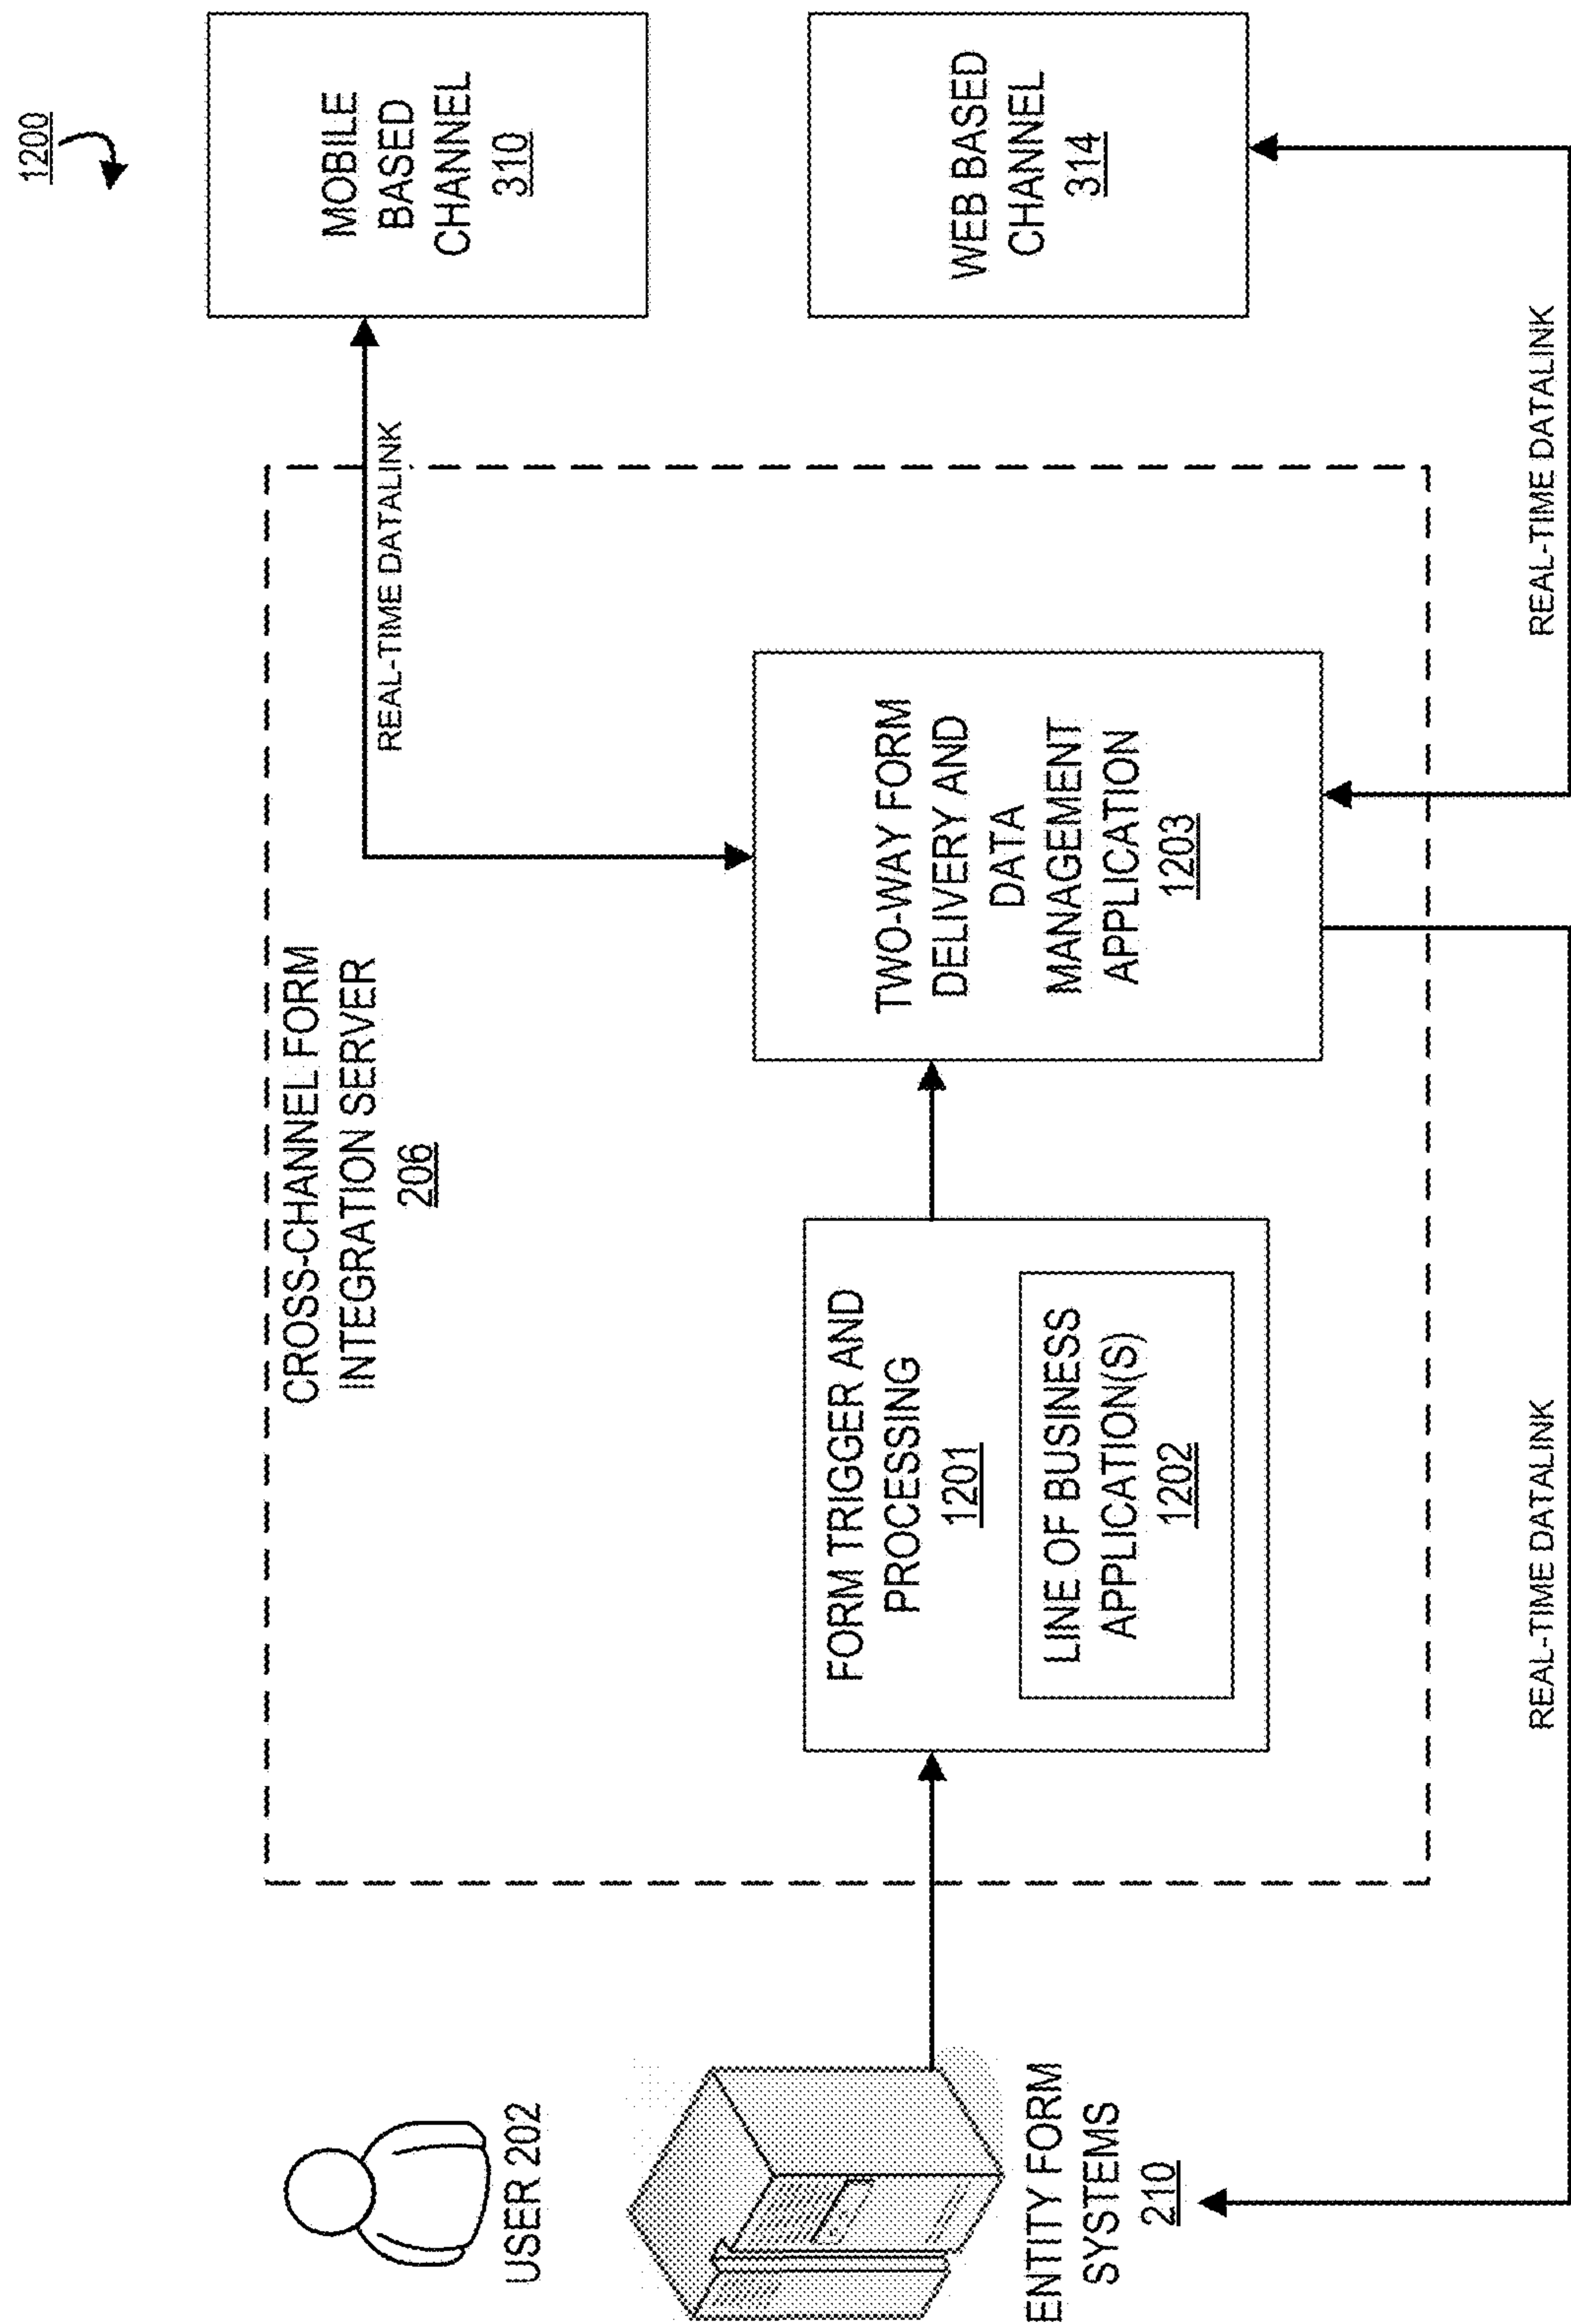 1200
USER 202
ENTITY FORM
SYSTEMS
210
CROSS-CHANNEL FORM
INTEGRATION SERVER
206
FORM TRIGGER AND
PROCESSING
1201
LINE OF BUSINESS
APPLICATION(S)
1202
TWO-WAY FORM
DELIVERY AND
DATA
MANAGEMENT
APPLICATION
1203
REAL-TIME DATALINK
MOBILE
BASED
CHANNEL
310
WEB BASED
CHANNEL
314
REAL-TIME DATALINK
REAL-TIME DATALINK